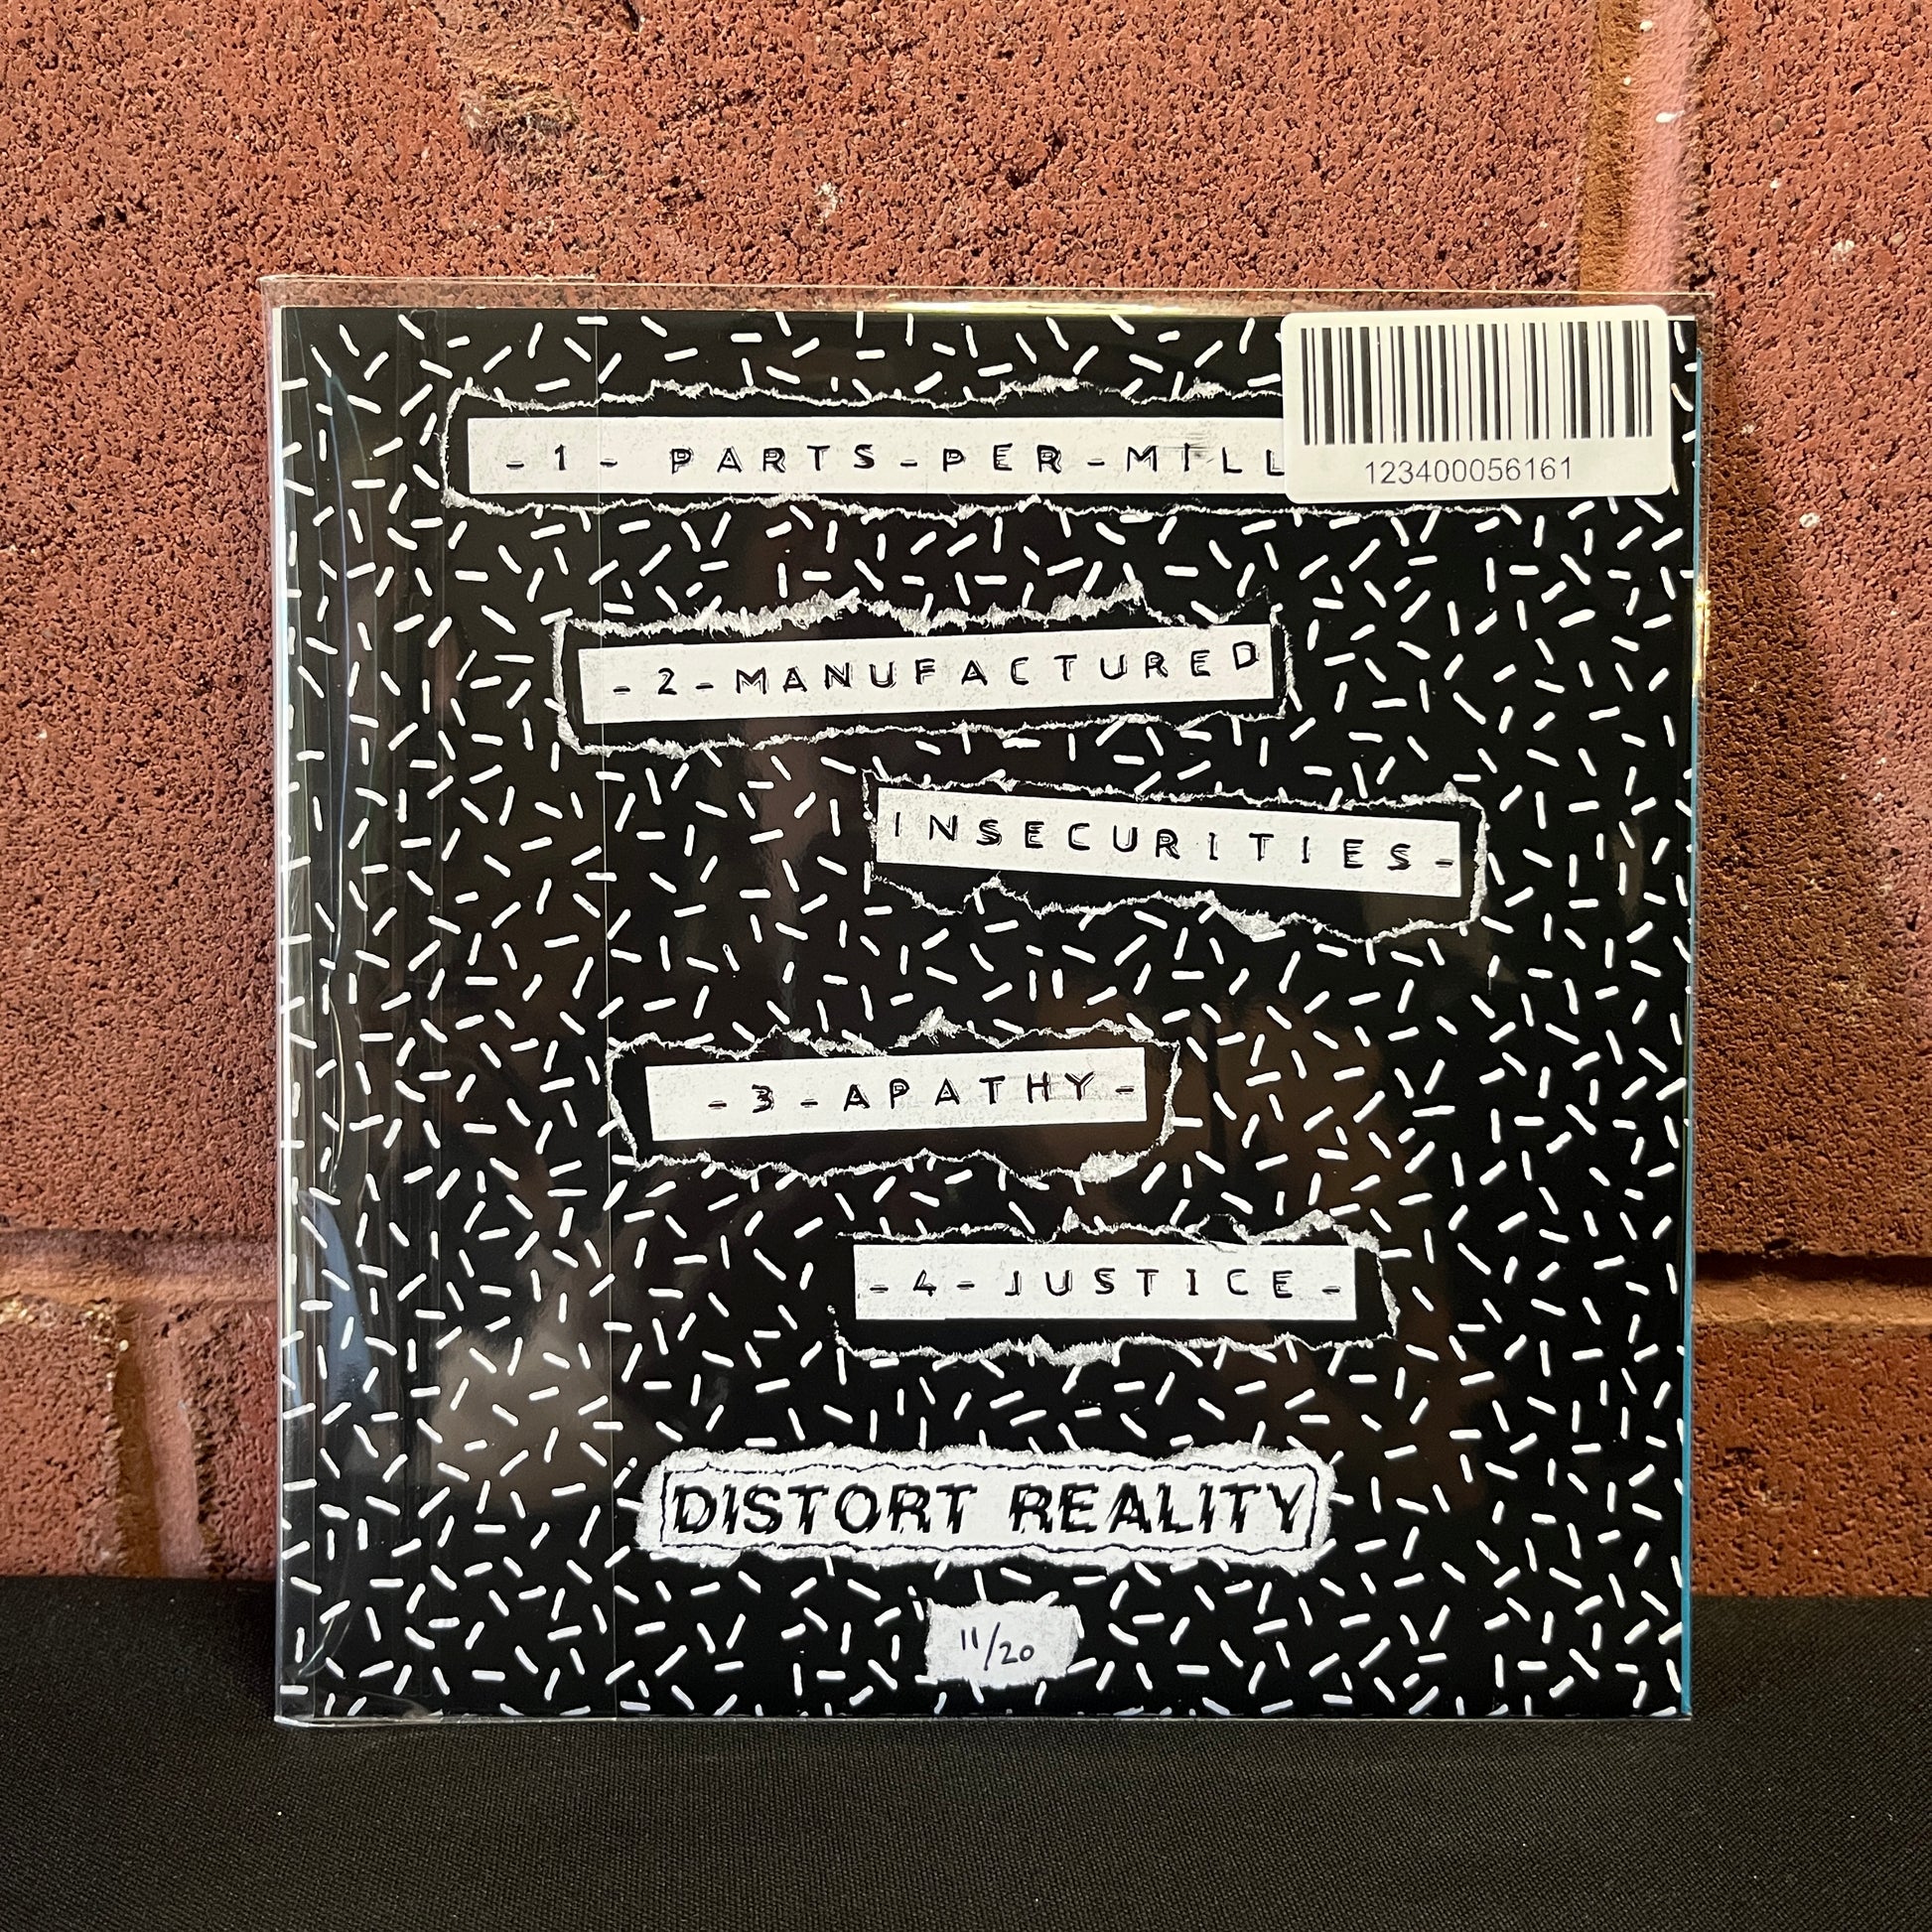 123400056161
-1- PARTS-PER-MILL
-2-MANUFACTURED
INSECURITIES-
-3-APATHY-
-4-JUSTICE-
DISTORT REALITY
11/20